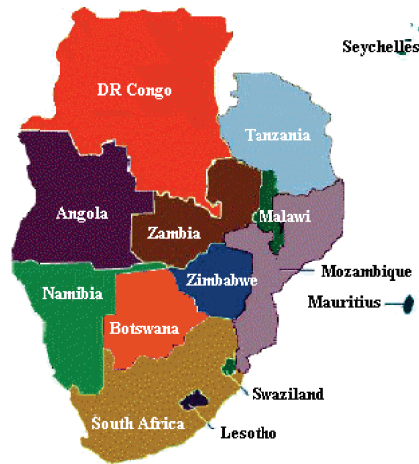 Seychelles
DR Congo
Tanzania
Angola
Malawi
Zambia
Mozambique
Zimbabwe
Namibia
Mauritius
Botswana
Swaziland
South Africa
Lesotho